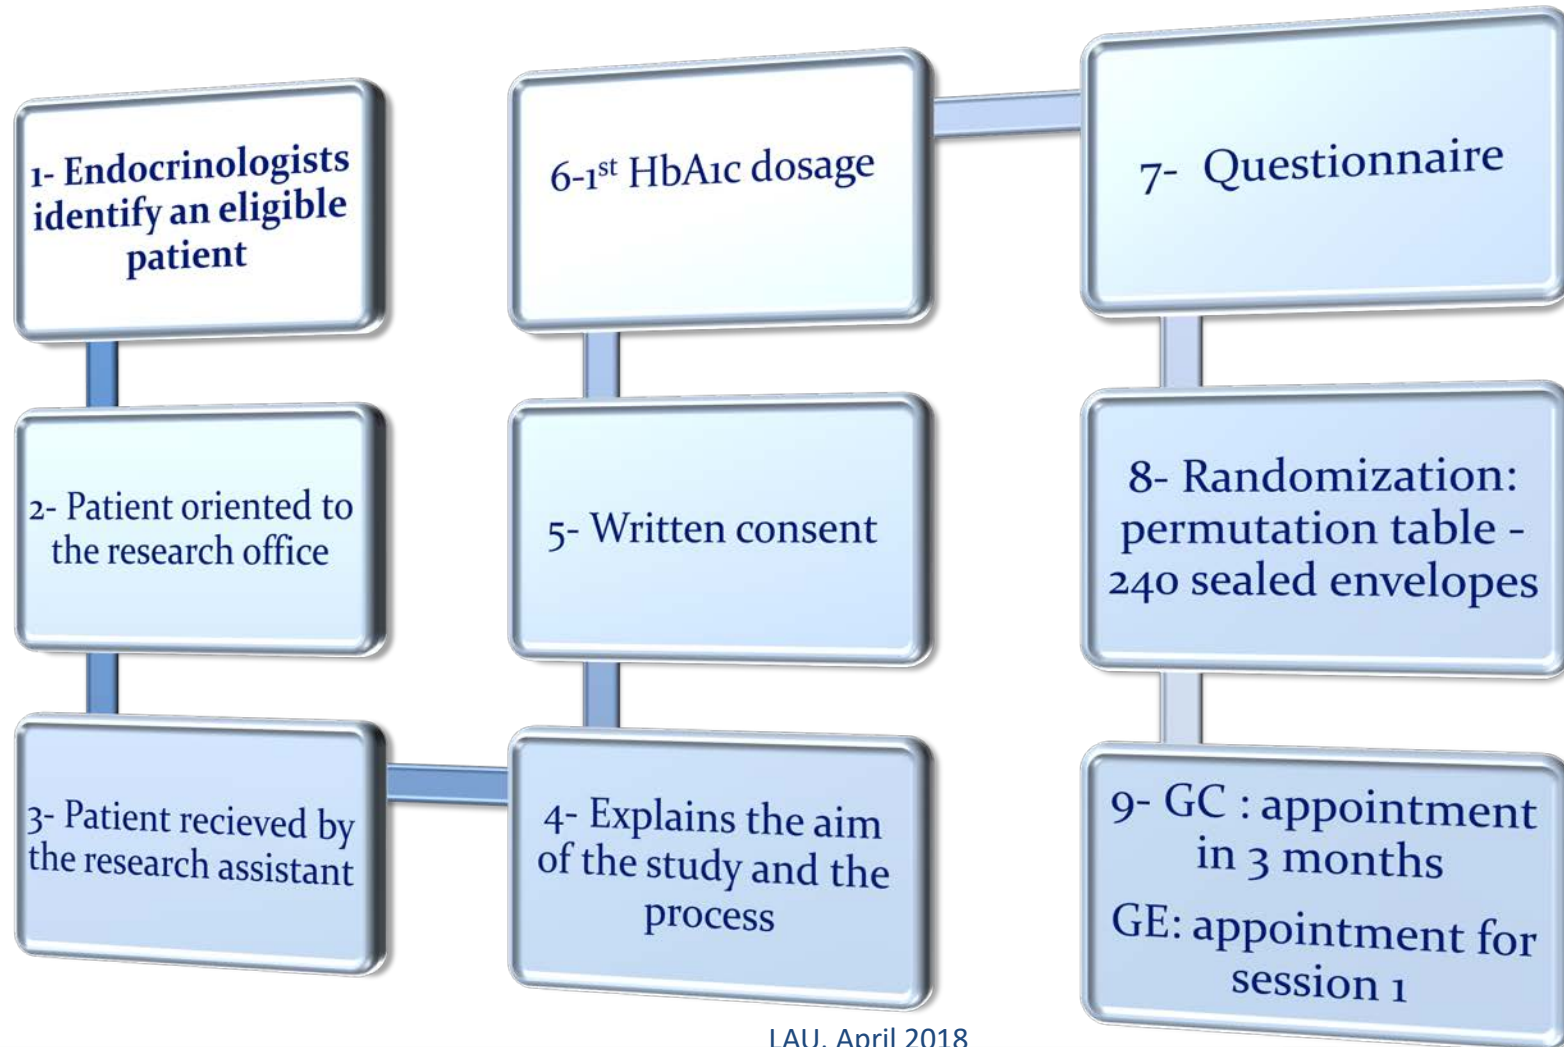 1- Endocrinologists
identify an eligible
patient
2- Patient oriented to
the research office
3- Patient recieved by
the research assistant
4- Explains the aim
of the study and the
process
5- Written consent
6-1st HbA1c dosage
7- Questionnaire
8- Randomization:
permutation table -
240 sealed envelopes
9- GC : appointment
in 3 months
GE: appointment for
session 1
LAU. April 2018